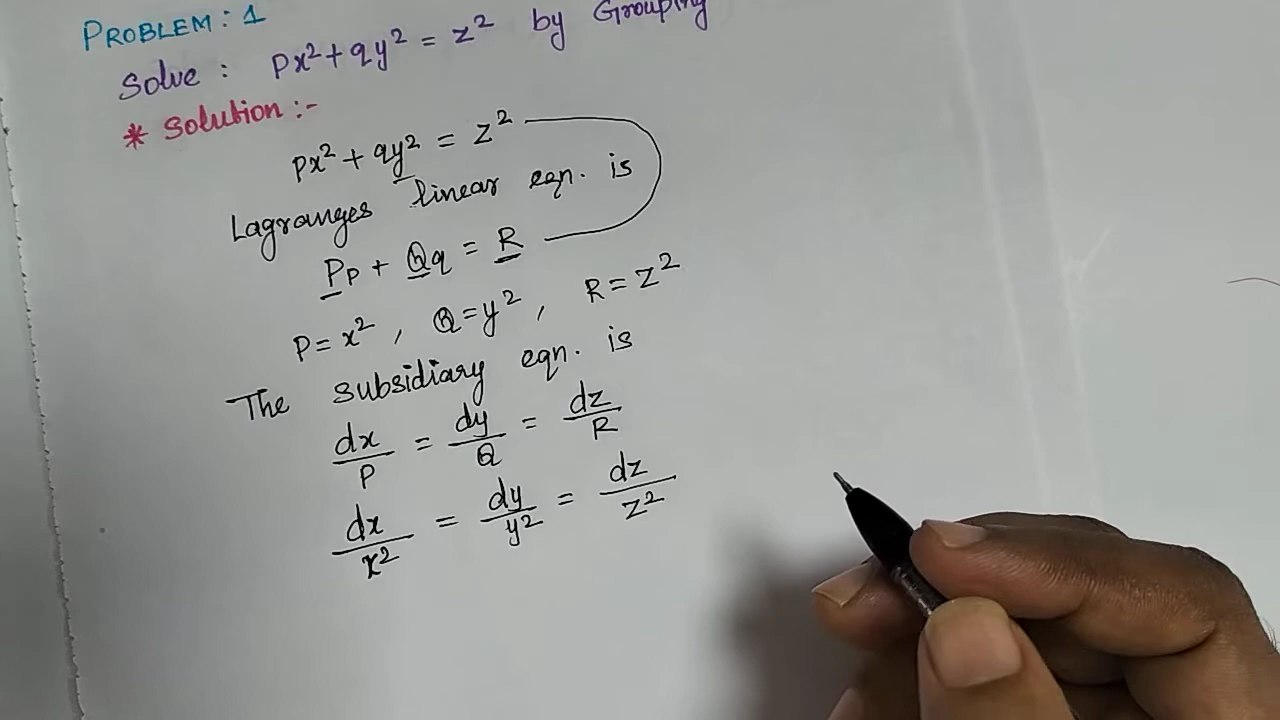 PROBLEM: 1
Solve : px² + qy² = z² by Grouping
* Solution :-
px² + qy² = z²
Lagranges linear eqn. is
Pp + Qq = R
P = x² , Q = y² , R = z²
The subsidiary eqn. is
dx/P = dy/Q = dz/R
dx/x² = dy/y² = dz/z²